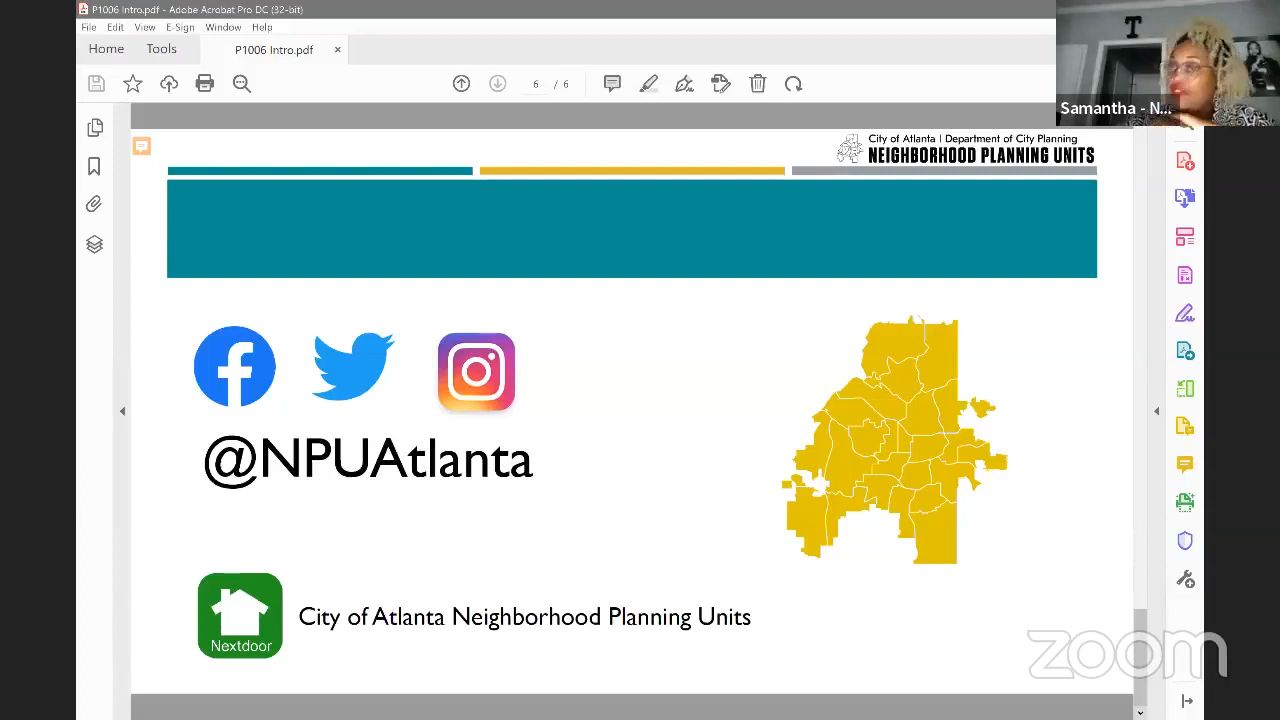 P1006 Intro.pdf - Adobe Acrobat Pro DC (32-bit)
File Edit View E-Sign Window Help
Home Tools P1006 Intro.pdf ×
6 / 6
Samantha - N...
City of Atlanta | Department of City Planning
NEIGHBORHOOD PLANNING UNITS
@NPUAtlanta
Nextdoor
City of Atlanta Neighborhood Planning Units
zoom
T